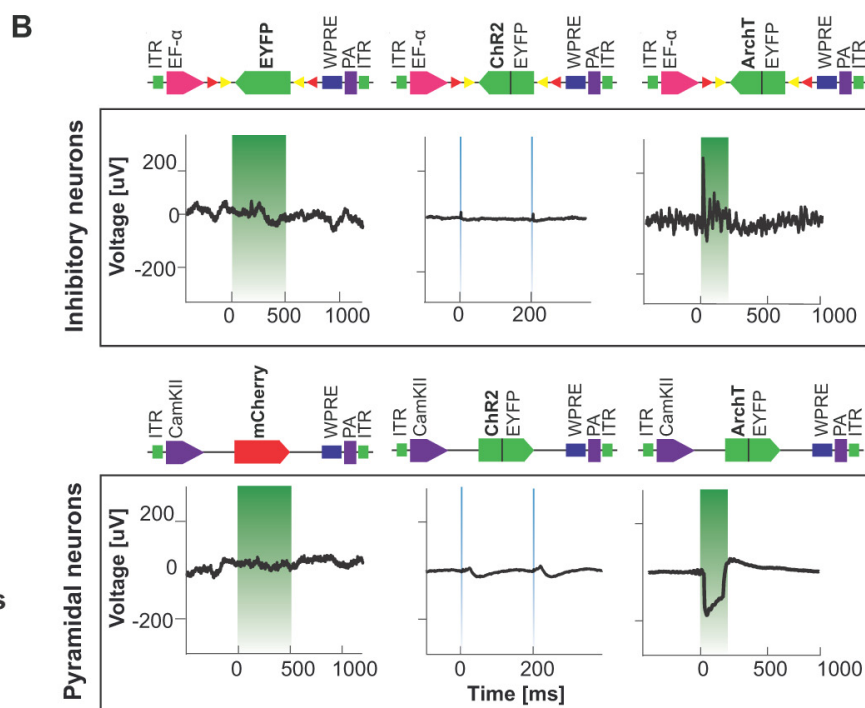 B
ITR EF-α EYFP WPRE PA ITR
ITR EF-α ChR2 EYFP WPRE PA ITR
ITR EF-α ArchT EYFP WPRE PA ITR
Inhibitory neurons
Voltage [uV]
200
0
-200
0 500 1000
0 200
0 500 1000
ITR CamKII mCherry WPRE PA ITR
ITR CamKII ChR2 EYFP WPRE PA ITR
ITR CamKII ArchT EYFP WPRE PA ITR
Pyramidal neurons
Voltage [uV]
200
0
-200
0 500 1000
0 200
0 500 1000
Time [ms]
s